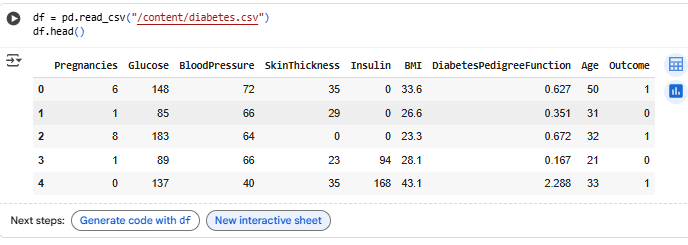 df = pd.read_csv("/content/diabetes.csv")
df.head()
Pregnancies Glucose BloodPressure SkinThickness Insulin BMI DiabetesPedigreeFunction Age Outcome
0 6 148 72 35 0 33.6 0.627 50 1
1 1 85 66 29 0 26.6 0.351 31 0
2 8 183 64 0 0 23.3 0.672 32 1
3 1 89 66 23 94 28.1 0.167 21 0
4 0 137 40 35 168 43.1 2.288 33 1
Next steps: Generate code with df New interactive sheet